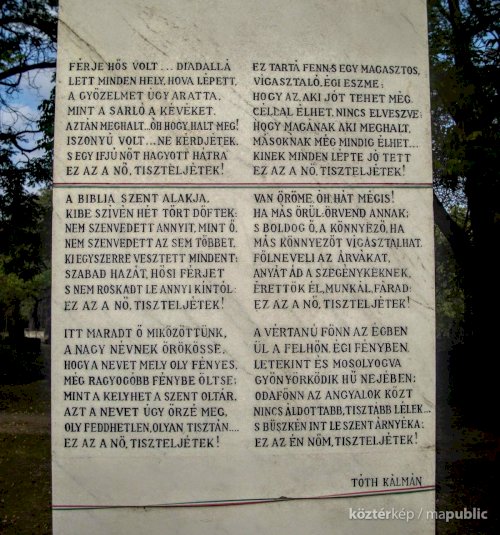 FÉRJE HŐS VOLT... DIADALLÁ
LETT MINDEN HELY, HOVA LÉPETT,
A GYŐZELMET ÚGY ARATTA,
MINT A SARLÓ A KÉVÉKET.
AZTÁN MEGHALT...ÓH HOGY HALT MEG!
ISZONYÚ VOLT...NE KÉRDJÉTEK.
S EGY IFJÚ NŐT HAGYOTT HÁTRA
EZ AZ A NŐ, TISZTELJÉTEK!
A BIBLIA SZENT ALAKJA,
KIBE SZIVÉN HÉT TŐRT DÖFTEK:
NEM SZENVEDETT ANNYIT, MINT Ő,
NEM SZENVEDETT AZ SEM TÖBBET,
KI EGYSZERRE VESZTETT MINDENT:
SZABAD HAZÁT, HŐSI FÉRJET
S NEM ROSKADT LE ANNYI KÍNTÓL:
EZ AZ A NŐ, TISZTELJÉTEK!
ITT MARADT Ő MIKÖZÖTTÜNK,
A NAGY NÉVNEK ÖRÖKÖSSE,
HOGY A NEVET MELY OLY FÉNYES,
MÉG RAGYOGÓBB FÉNYBE ÖLTSE;
MINT A KELYHET A SZENT OLTÁR,
AZT A NEVET ÚGY ŐRZÉ MEG,
OLY FEDDHETLEN, OLYAN TISZTÁN....
EZ AZ A NŐ, TISZTELJÉTEK!
EZ TARTÁ FENN: S EGY MAGASZTOS,
VÍGASZTALÓ, ÉGI ESZME;
HOGY AZ, AKI JÓT TEHET MÉG,
CÉLLAL ÉLHET, NINCS ELVESZVE;
HOGY MAGÁNAK AKI MEGHALT,
MÁSOKNAK MÉG MINDIG ÉLHET...
KINEK MINDEN LÉPTE JÓ TETT
EZ AZ A NŐ, TISZTELJÉTEK!
VAN ÖRÖME, ÓH, HÁT MÉGIS!
HA MÁS ÖRÜL: ÖRVEND ANNAK;
S BOLDOG Ő, A KÖNNYEZŐ, HA
MÁS KÖNNYEZŐT VIGASZTALHAT.
FÖLNEVELI AZ ÁRVÁKAT,
ANYÁT ÁD A SZEGÉNYKÉKNEK,
ÉRETTÖK ÉL, MUNKÁL, FÁRAD:
EZ AZ A NŐ, TISZTELJÉTEK!
A VÉRTANÚ FÖNN AZ ÉGBEN
ÜL A FELHŐN, ÉGI FÉNYBEN,
LETEKINT ÉS MOSOLYOGVA
GYÖNYÖRKÖDIK HŰ NEJÉBEN:
ODAFÖNN AZ ANGYALOK KÖZT
NINCS ÁLDOTTABB, TISZTÁBB LÉLEK...
S BÜSZKÉN INT LE SZENT ÁRNYÉKA:
EZ AZ ÉN NŐM, TISZTELJÉTEK!
TÓTH KÁLMÁN
köztérkép / mapublic